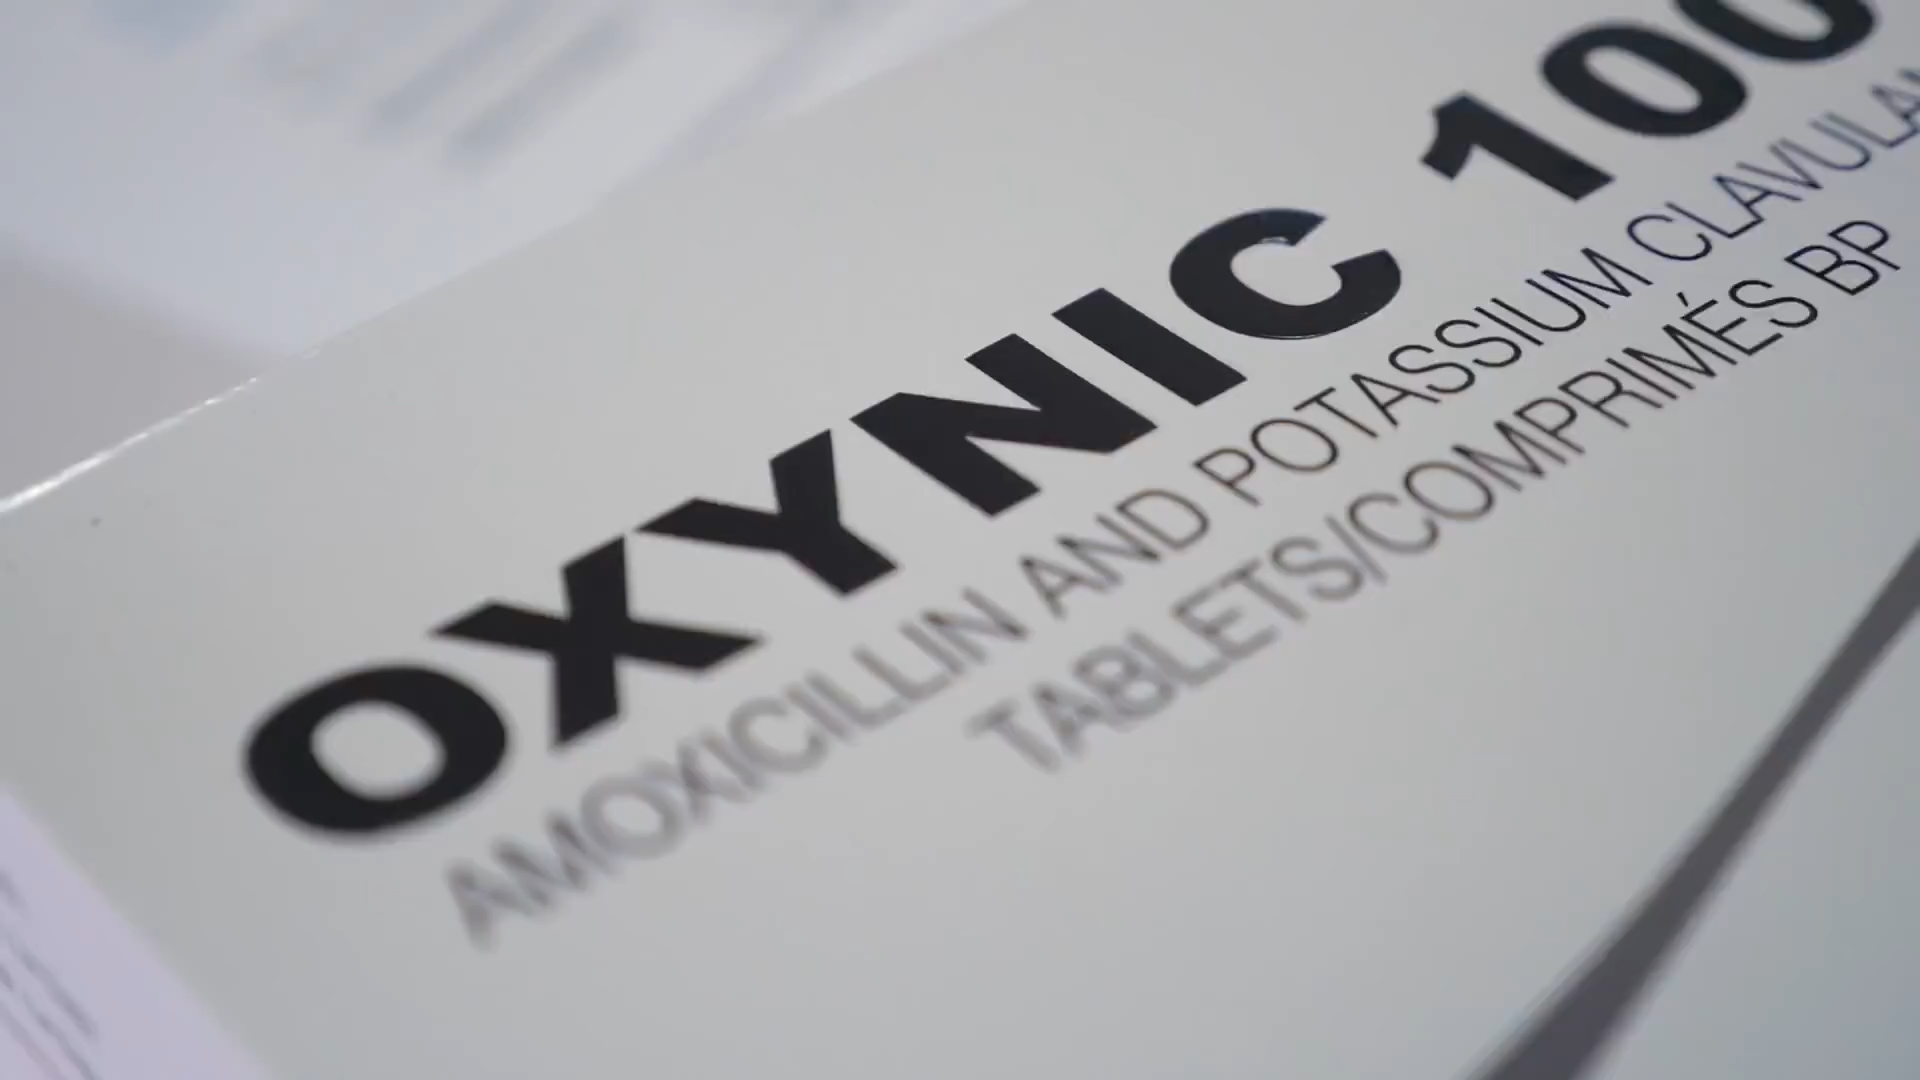 OXYNIC 100
AMOXICILLIN AND POTASSIUM CLAVULAN
TABLETS/COMPRIMÉS BP